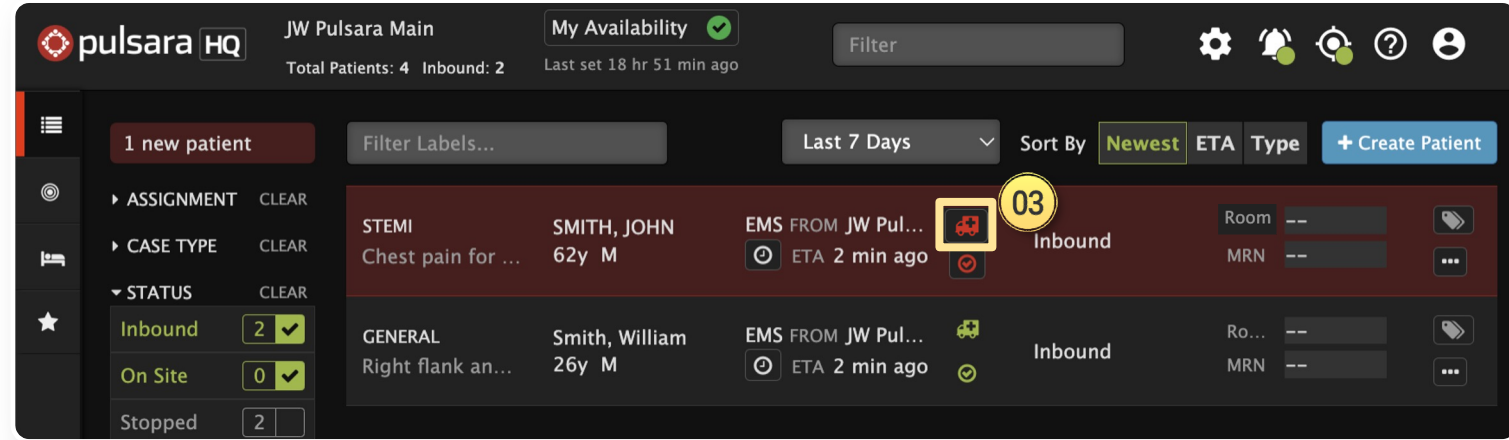 pulsara HQ
JW Pulsara Main
Total Patients: 4 Inbound: 2
My Availability
Last set 18 hr 51 min ago
Filter
1 new patient
Filter Labels...
Last 7 Days
Sort By Newest ETA Type
+ Create Patient
ASSIGNMENT CLEAR
CASE TYPE CLEAR
STATUS CLEAR
Inbound 2
On Site 0
Stopped 2
STEMI
Chest pain for ...
SMITH, JOHN
62y M
EMS FROM JW Pul...
ETA 2 min ago
03
Inbound
Room --
MRN --
GENERAL
Right flank an...
Smith, William
26y M
EMS FROM JW Pul...
ETA 2 min ago
Inbound
Ro... --
MRN --